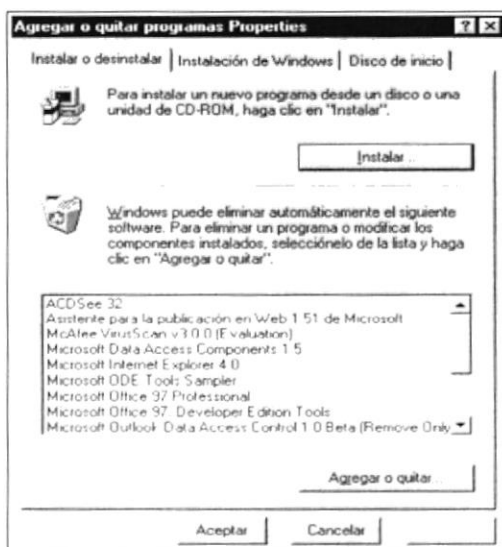 Agregar o quitar programas Properties
Instalar o desinstalar
Instalación de Windows
Disco de inicio
Para instalar un nuevo programa desde un disco o una
unidad de CD-ROM, haga clic en "Instalar".
Instalar...
Windows puede eliminar automáticamente el siguiente
software. Para eliminar un programa o modificar los
componentes instalados, selecciónelo de la lista y haga
clic en "Agregar o quitar".
ACDSee 32
Asistente para la publicación en Web 1.51 de Microsoft
McAfee VirusScan v3.0.0 (Evaluation)
Microsoft Data Access Components 1.5
Microsoft Internet Explorer 4.0
Microsoft ODE Tools Sampler
Microsoft Office 97 Professional
Microsoft Office 97, Developer Edition Tools
Microsoft Outlook Data Access Control 1.0 Beta (Remove Only
Agregar o quitar...
Aceptar
Cancelar